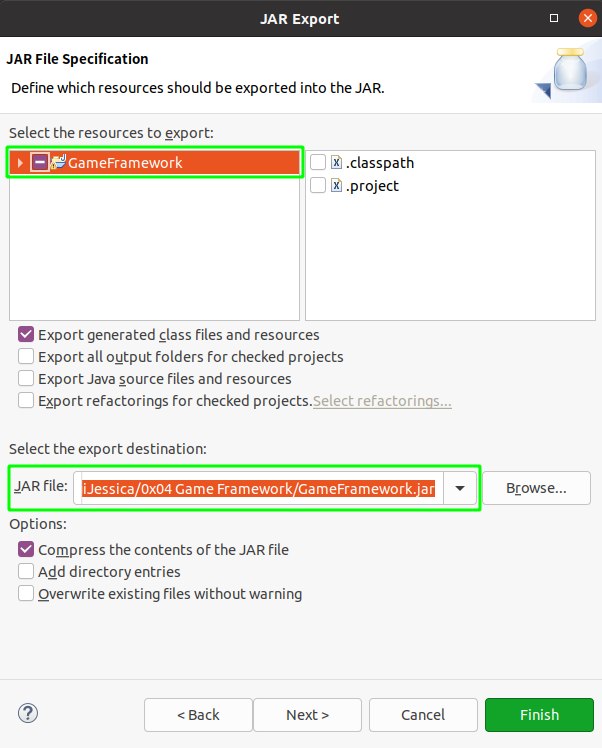 JAR Export
JAR File Specification
Define which resources should be exported into the JAR.
Select the resources to export:
GameFramework
.classpath
.project
Export generated class files and resources
Export all output folders for checked projects
Export Java source files and resources
Export refactorings for checked projects. Select refactorings...
Select the export destination:
JAR file: iJessica/0x04 Game Framework/GameFramework.jar Browse...
Options:
Compress the contents of the JAR file
Add directory entries
Overwrite existing files without warning
< Back Next > Cancel Finish